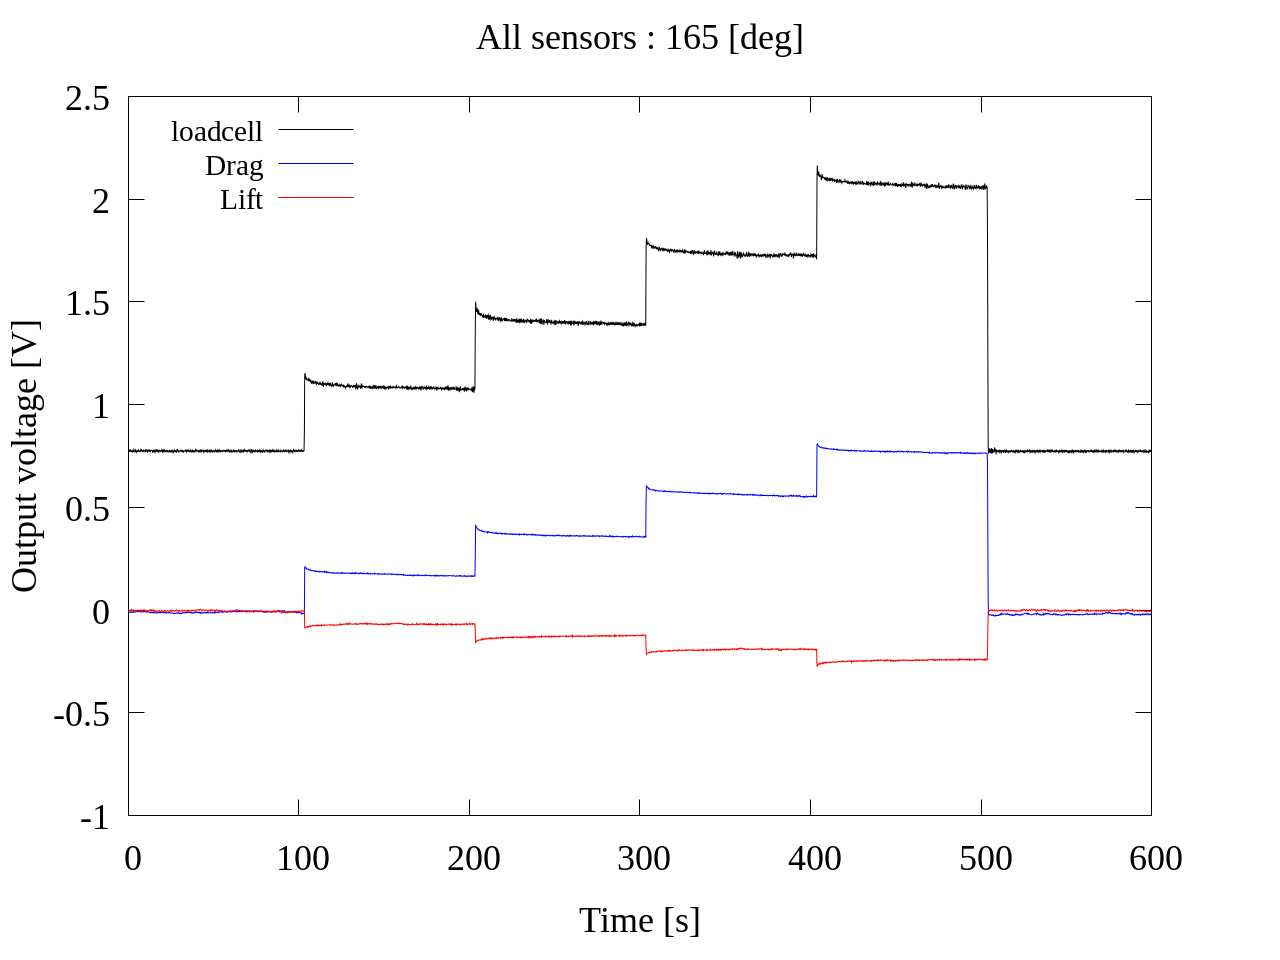 All sensors : 165 [deg]
2.5
2
1.5
1
0.5
0
-0.5
-1
loadcell
Drag
Lift
Output voltage [V]
0 100 200 300 400 500 600
Time [s]